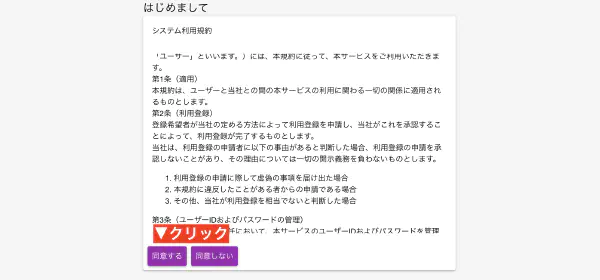 はじめまして
システム利用規約
「ユーザー」といいます。）には、本規約に従って、本サービスをご利用いただきま
す。
第1条（適用）
本規約は、ユーザーと当社との間の本サービスの利用に関わる一切の関係に適用され
るものとします。
第2条（利用登録）
登録希望者が当社の定める方法によって利用登録を申請し、当社がこれを承認するこ
とによって、利用登録が完了するものとします。
当社は、利用登録の申請者に以下の事由があると判断した場合、利用登録の申請を承
認しないことがあり、その理由については一切の開示義務を負わないものとします。
1. 利用登録の申請に際して虚偽の事項を届け出た場合
2. 本規約に違反したことがある者からの申請である場合
3. その他、当社が利用登録を相当でないと判断した場合
第3条（ユーザーIDおよびパスワードの管理）
において、本サービスのユーザーIDおよびパスワードを管理
▼クリック
同意する 同意しない